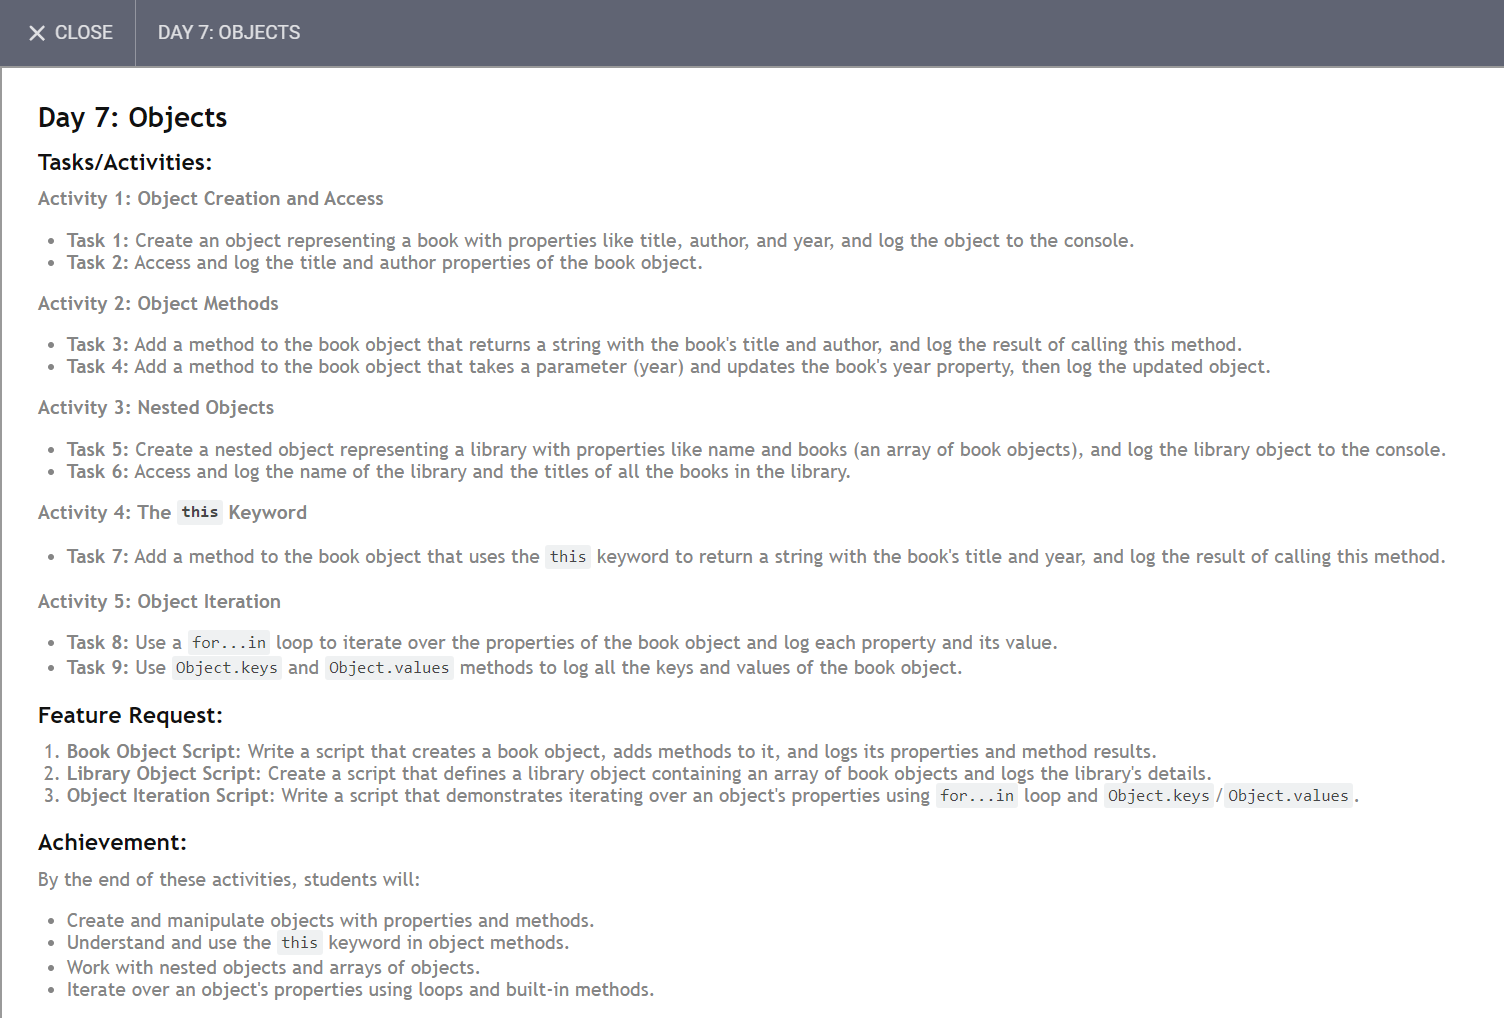 CLOSE DAY 7: OBJECTS
Day 7: Objects
Tasks/Activities:
Activity 1: Object Creation and Access
• Task 1: Create an object representing a book with properties like title, author, and year, and log the object to the console.
• Task 2: Access and log the title and author properties of the book object.
Activity 2: Object Methods
• Task 3: Add a method to the book object that returns a string with the book's title and author, and log the result of calling this method.
• Task 4: Add a method to the book object that takes a parameter (year) and updates the book's year property, then log the updated object.
Activity 3: Nested Objects
• Task 5: Create a nested object representing a library with properties like name and books (an array of book objects), and log the library object to the console.
• Task 6: Access and log the name of the library and the titles of all the books in the library.
Activity 4: The this Keyword
• Task 7: Add a method to the book object that uses the this keyword to return a string with the book's title and year, and log the result of calling this method.
Activity 5: Object Iteration
• Task 8: Use a for...in loop to iterate over the properties of the book object and log each property and its value.
• Task 9: Use Object.keys and Object.values methods to log all the keys and values of the book object.
Feature Request:
1. Book Object Script: Write a script that creates a book object, adds methods to it, and logs its properties and method results.
2. Library Object Script: Create a script that defines a library object containing an array of book objects and logs the library's details.
3. Object Iteration Script: Write a script that demonstrates iterating over an object's properties using for...in loop and Object.keys/Object.values.
Achievement:
By the end of these activities, students will:
• Create and manipulate objects with properties and methods.
• Understand and use the this keyword in object methods.
• Work with nested objects and arrays of objects.
• Iterate over an object's properties using loops and built-in methods.